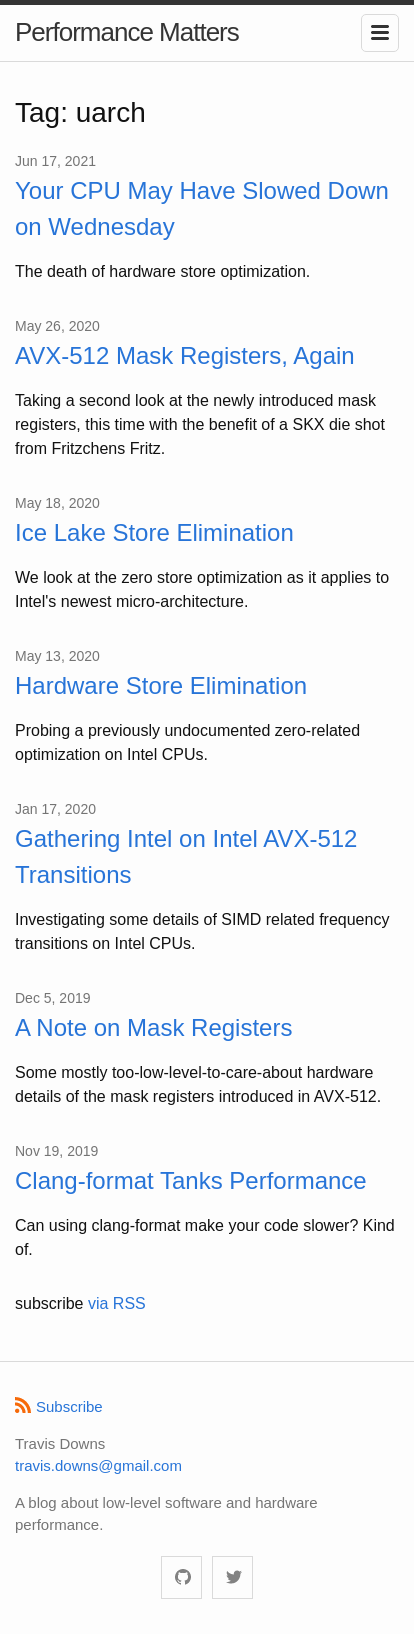 Performance Matters
Tag: uarch
Jun 17, 2021
Your CPU May Have Slowed Down
on Wednesday
The death of hardware store optimization.
May 26, 2020
AVX-512 Mask Registers, Again
Taking a second look at the newly introduced mask
registers, this time with the benefit of a SKX die shot
from Fritzchens Fritz.
May 18, 2020
Ice Lake Store Elimination
We look at the zero store optimization as it applies to
Intel's newest micro-architecture.
May 13, 2020
Hardware Store Elimination
Probing a previously undocumented zero-related
optimization on Intel CPUs.
Jan 17, 2020
Gathering Intel on Intel AVX-512
Transitions
Investigating some details of SIMD related frequency
transitions on Intel CPUs.
Dec 5, 2019
A Note on Mask Registers
Some mostly too-low-level-to-care-about hardware
details of the mask registers introduced in AVX-512.
Nov 19, 2019
Clang-format Tanks Performance
Can using clang-format make your code slower? Kind
of.
subscribe via RSS
Subscribe
Travis Downs
travis.downs@gmail.com
A blog about low-level software and hardware
performance.